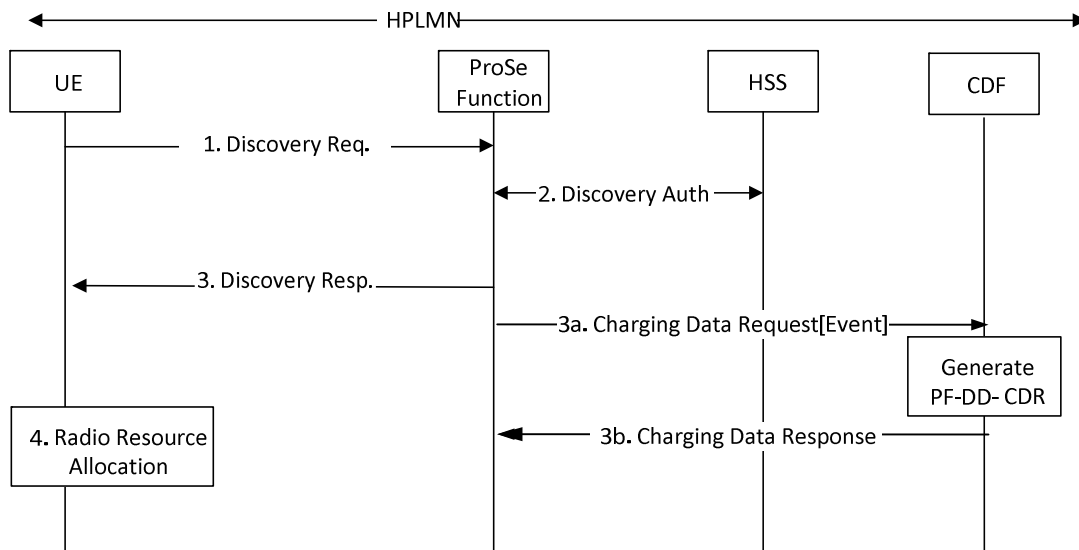 HPLMN
UE
ProSe
Function
HSS
CDF
1. Discovery Req.
2. Discovery Auth
3. Discovery Resp.
3a. Charging Data Request[Event]
Generate
PF-DD- CDR
4. Radio Resource
Allocation
3b. Charging Data Response